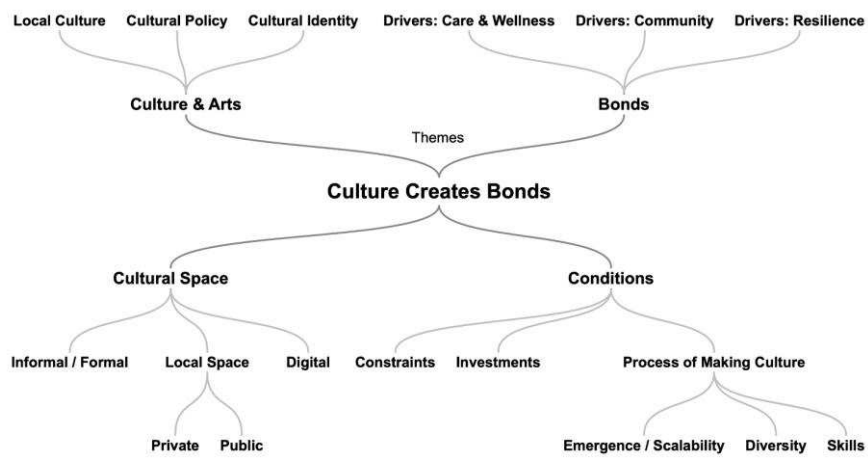 Local Culture Cultural Policy Cultural Identity Drivers: Care & Wellness Drivers: Community Drivers: Resilience
Culture & Arts Bonds
Themes
Culture Creates Bonds
Cultural Space Conditions
Informal / Formal Local Space Digital Constraints Investments Process of Making Culture
Private Public Emergence / Scalability Diversity Skills